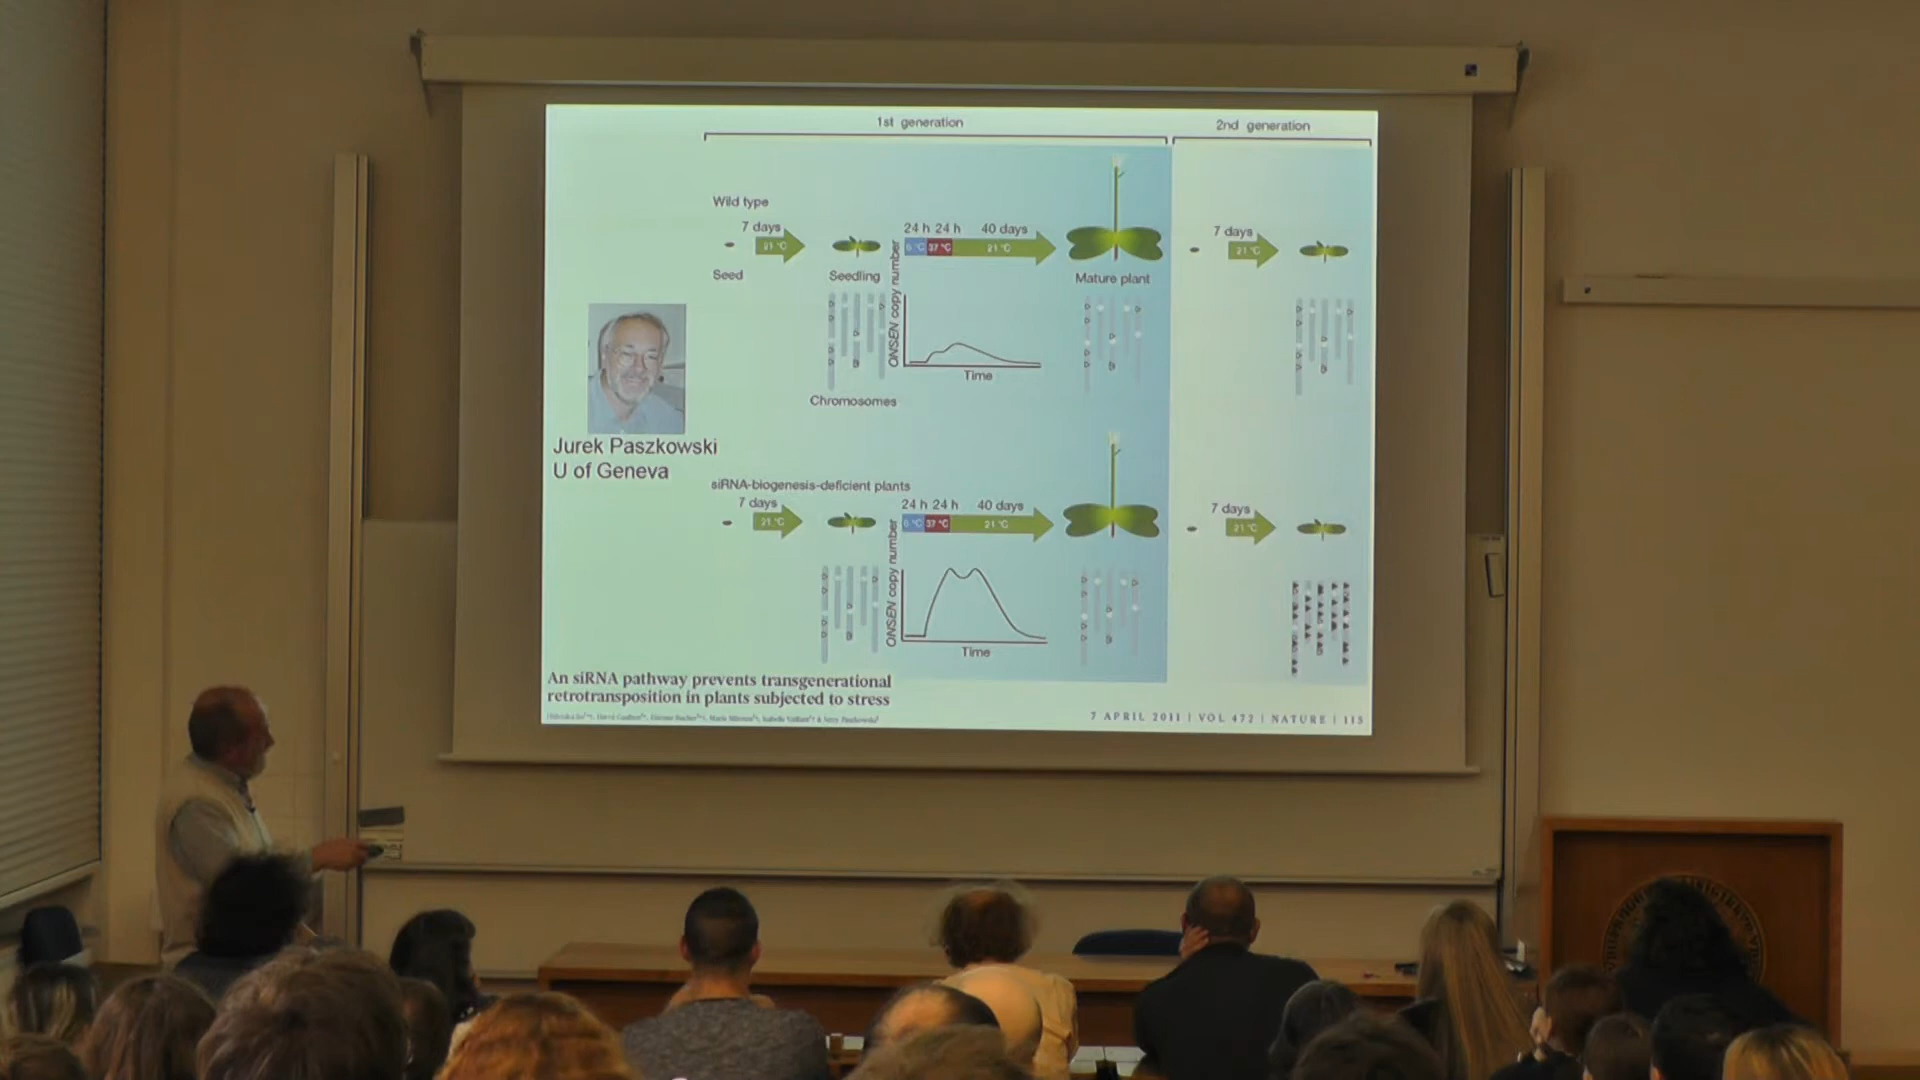 1st generation
2nd generation
Wild type
7 days
24 h 24 h 40 days
7 days
21 °C
37 °C
21 °C
21 °C
Seed
Seedling
Mature plant
ONSEN copy number
Time
Chromosomes
Jurek Paszkowski
U of Geneva
siRNA-biogenesis-deficient plants
7 days
24 h 24 h 40 days
7 days
21 °C
6 °C 37 °C
21 °C
21 °C
ONSEN copy number
Time
An siRNA pathway prevents transgenerational
retrotransposition in plants subjected to stress
7 APRIL 2011 | VOL 472 | NATURE | 115